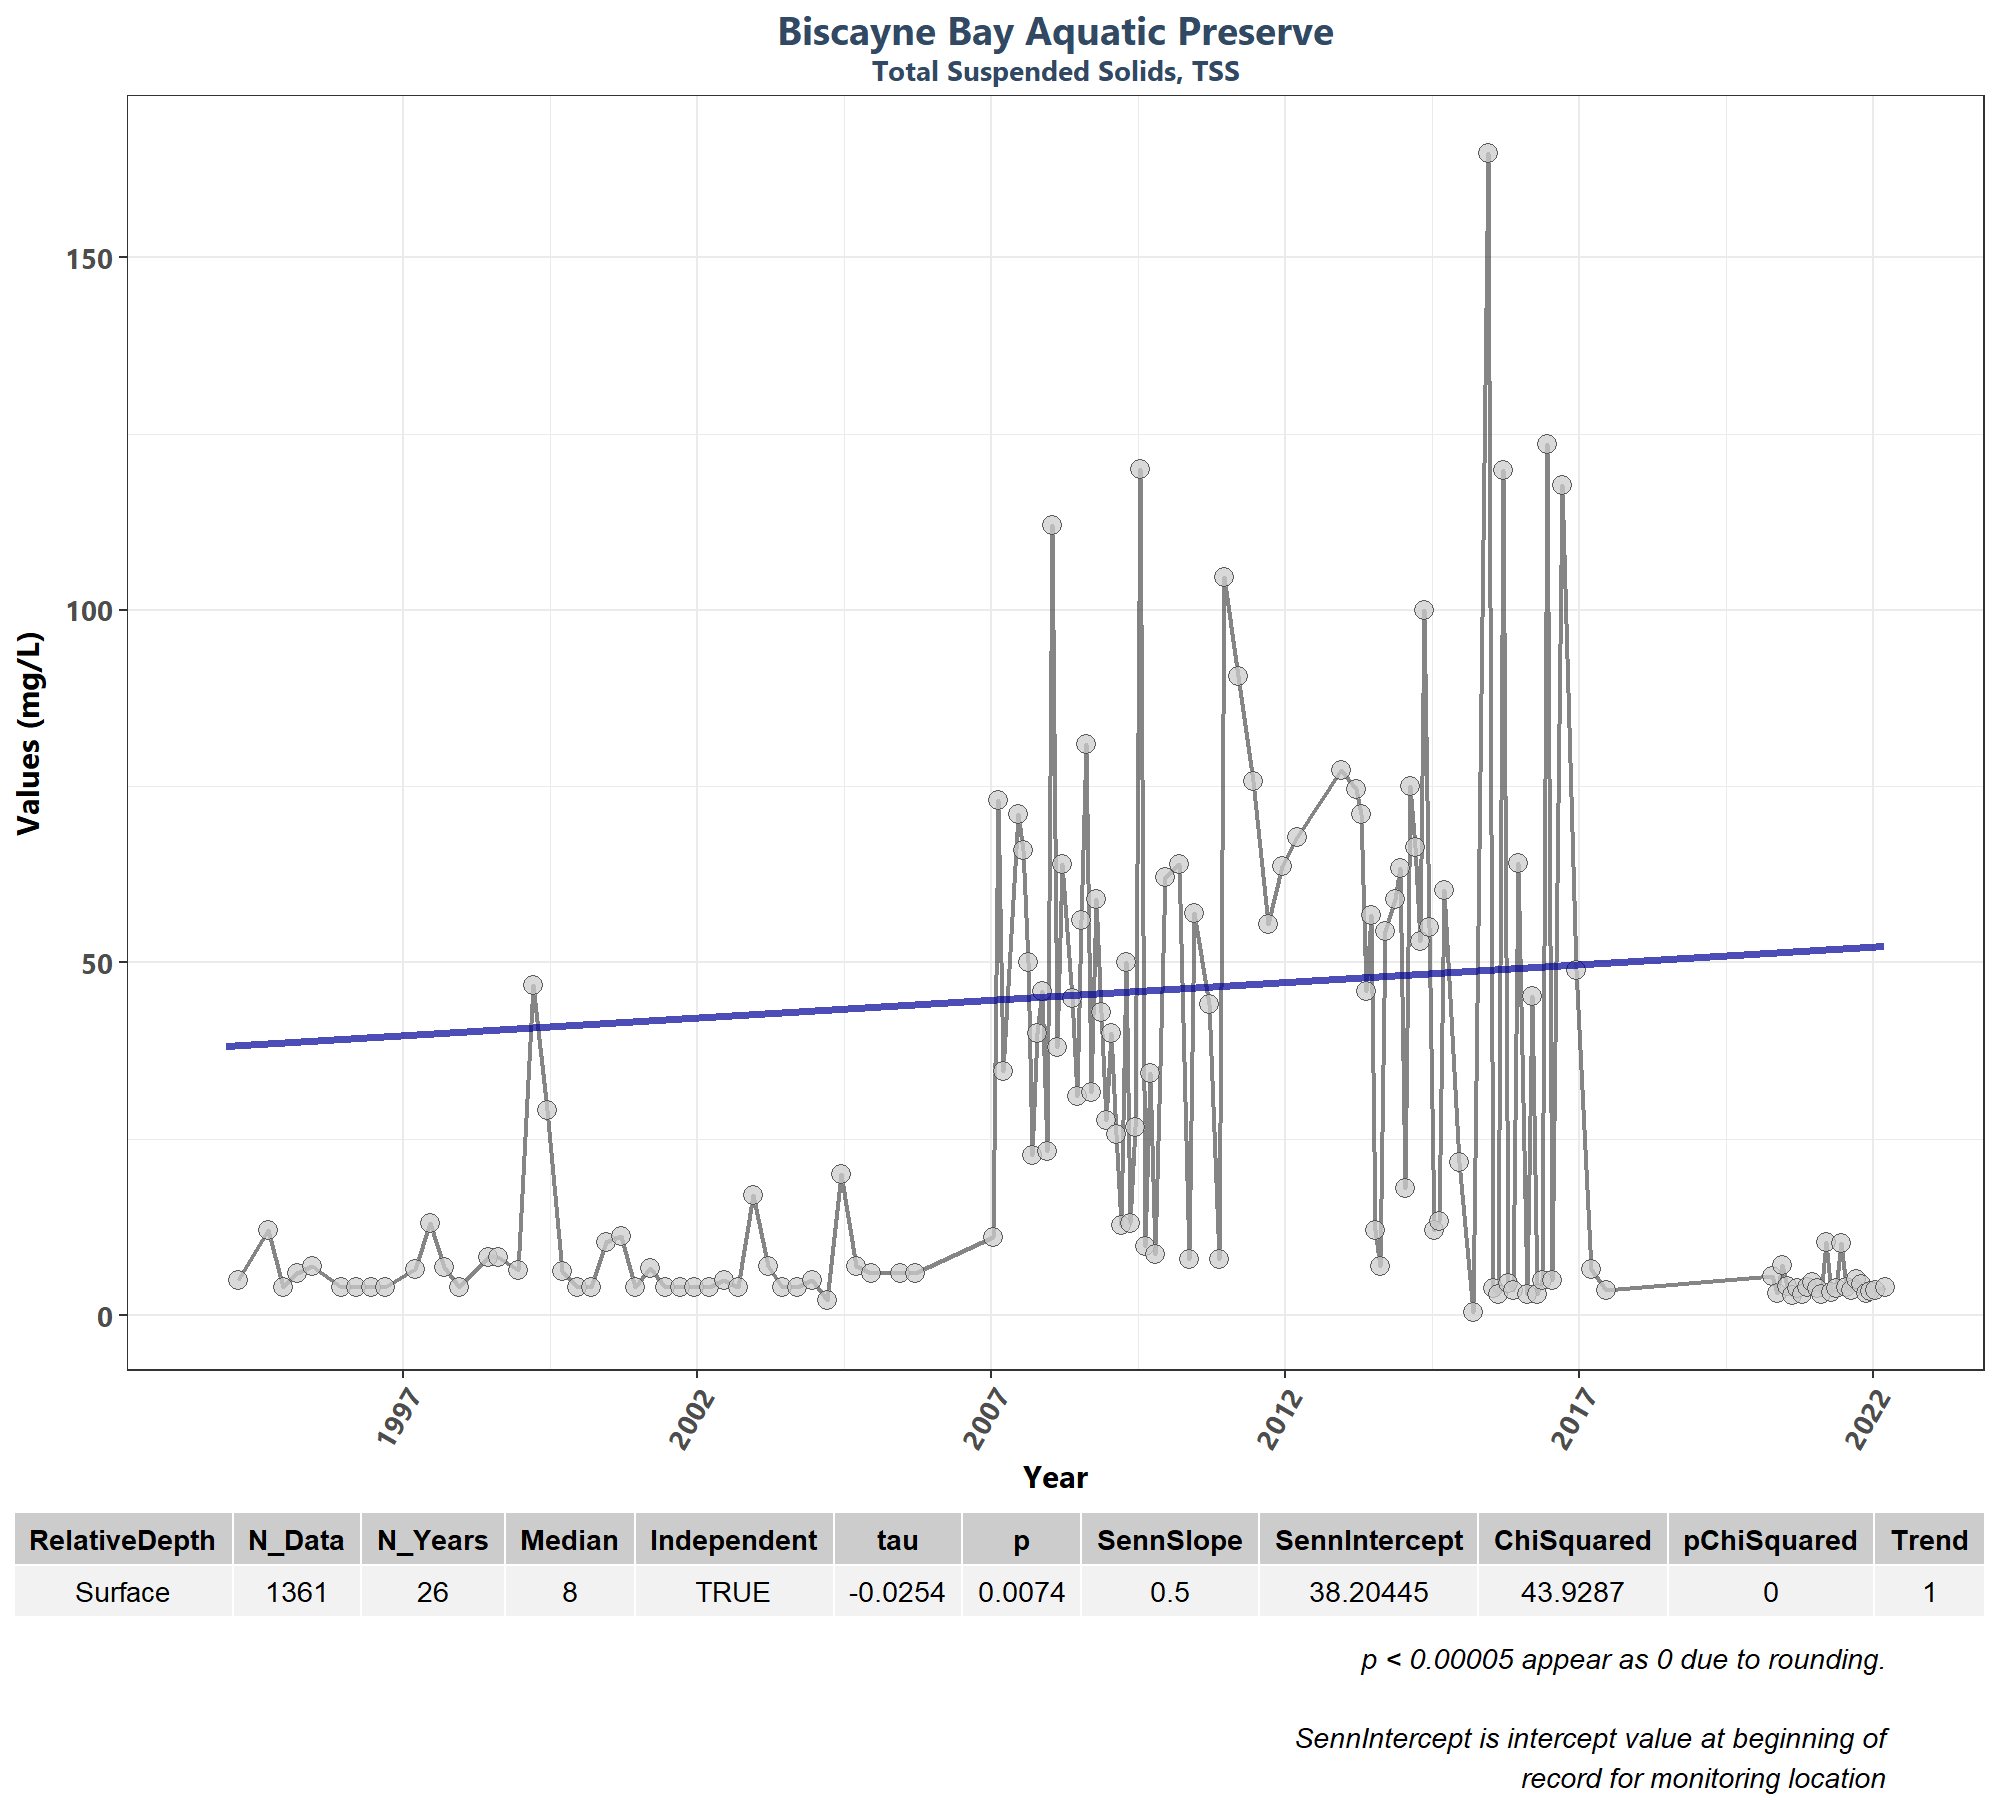 Biscayne Bay Aquatic Preserve
Total Suspended Solids, TSS
Values (mg/L)
150
100
50
0
1997 2002 2007 2012 2017 2022
Year
RelativeDepth N_Data N_Years Median Independent tau p SennSlope SennIntercept ChiSquared pChiSquared Trend
Surface 1361 26 8 TRUE -0.0254 0.0074 0.5 38.20445 43.9287 0 1
p < 0.00005 appear as 0 due to rounding.
SennIntercept is intercept value at beginning of
record for monitoring location